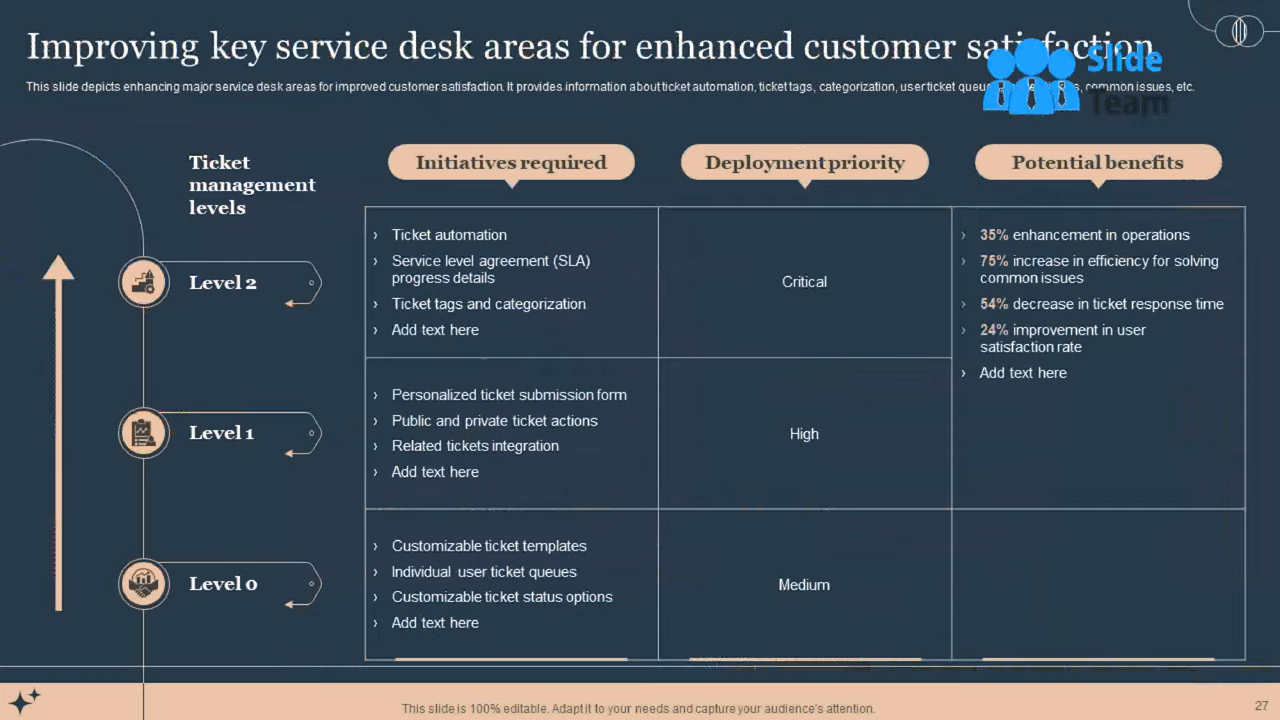 Improving key service desk areas for enhanced customer satisfaction
Slide
Team
This slide depicts enhancing major service desk areas for improved customer satisfaction. It provides information about ticket automation, ticket tags, categorization, user ticket common issues, etc.
Ticket
management
levels
Initiatives required
Deployment priority
Potential benefits
Level 2
› Ticket automation
› Service level agreement (SLA)
progress details
› Ticket tags and categorization
› Add text here
Critical
› 35% enhancement in operations
› 75% increase in efficiency for solving
common issues
› 54% decrease in ticket response time
› 24% improvement in user
satisfaction rate
› Add text here
Level 1
› Personalized ticket submission form
› Public and private ticket actions
› Related tickets integration
› Add text here
High
Level 0
› Customizable ticket templates
› Individual user ticket queues
› Customizable ticket status options
› Add text here
Medium
This slide is 100% editable. Adapt it to your needs and capture your audience's attention.
27